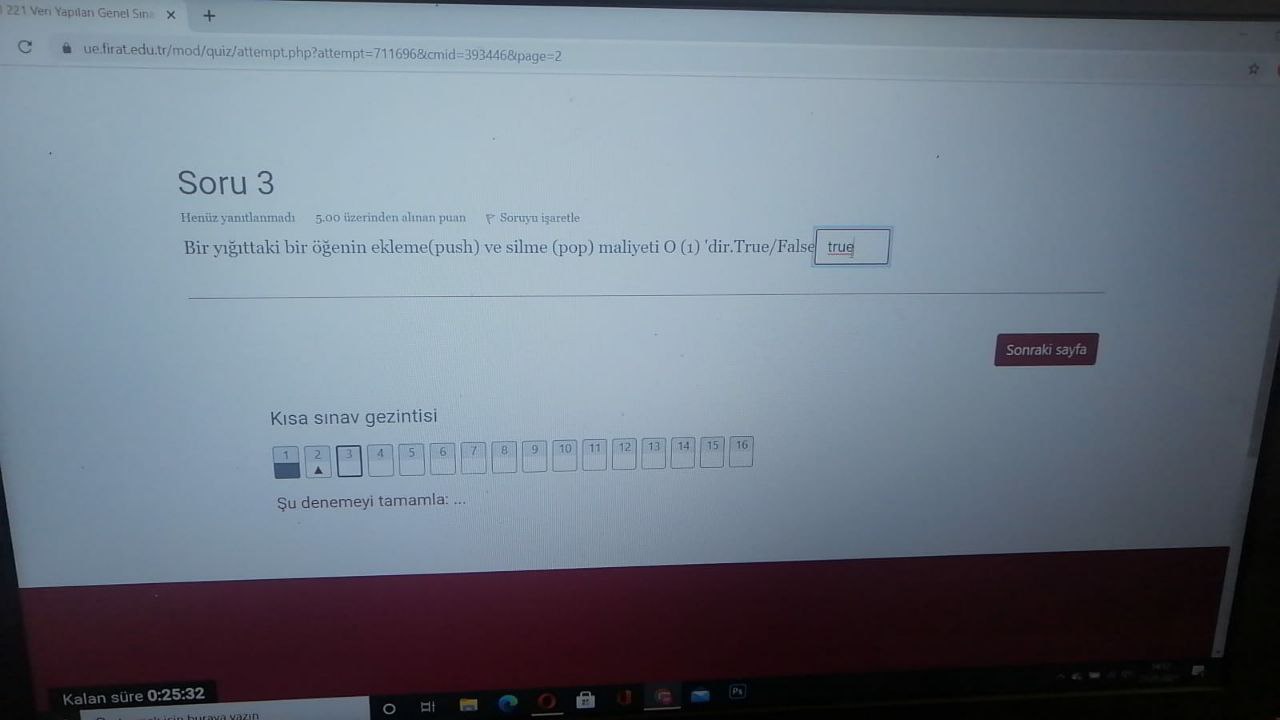 221 Veri Yapıları Genel Sına
ue.firat.edu.tr/mod/quiz/attempt.php?attempt=711696&cmid=393446&page=2
Soru 3
Henüz yanıtlanmadı 5.00 üzerinden alınan puan Soruyu işaretle
Bir yığıttaki bir öğenin ekleme(push) ve silme (pop) maliyeti O (1) 'dir.True/False true
Sonraki sayfa
Kısa sınav gezintisi
1 2 3 4 5 6 7 8 9 10 11 12 13 14 15 16
Şu denemeyi tamamla: ...
Kalan süre 0:25:32
için buraya yazın
Ps